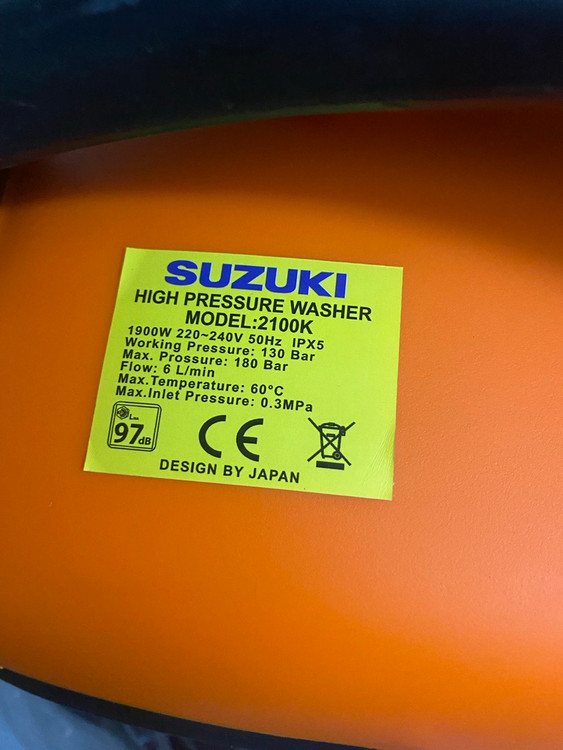 SUZUKI
HIGH PRESSURE WASHER
MODEL:2100K
1900W 220~240V 50Hz IPX5
Working Pressure: 130 Bar
Max. Prossure: 180 Bar
Flow: 6 L/min
Max.Temperature: 60°C
Max.Inlet Pressure: 0.3MPa
97dB
CE
DESIGN BY JAPAN